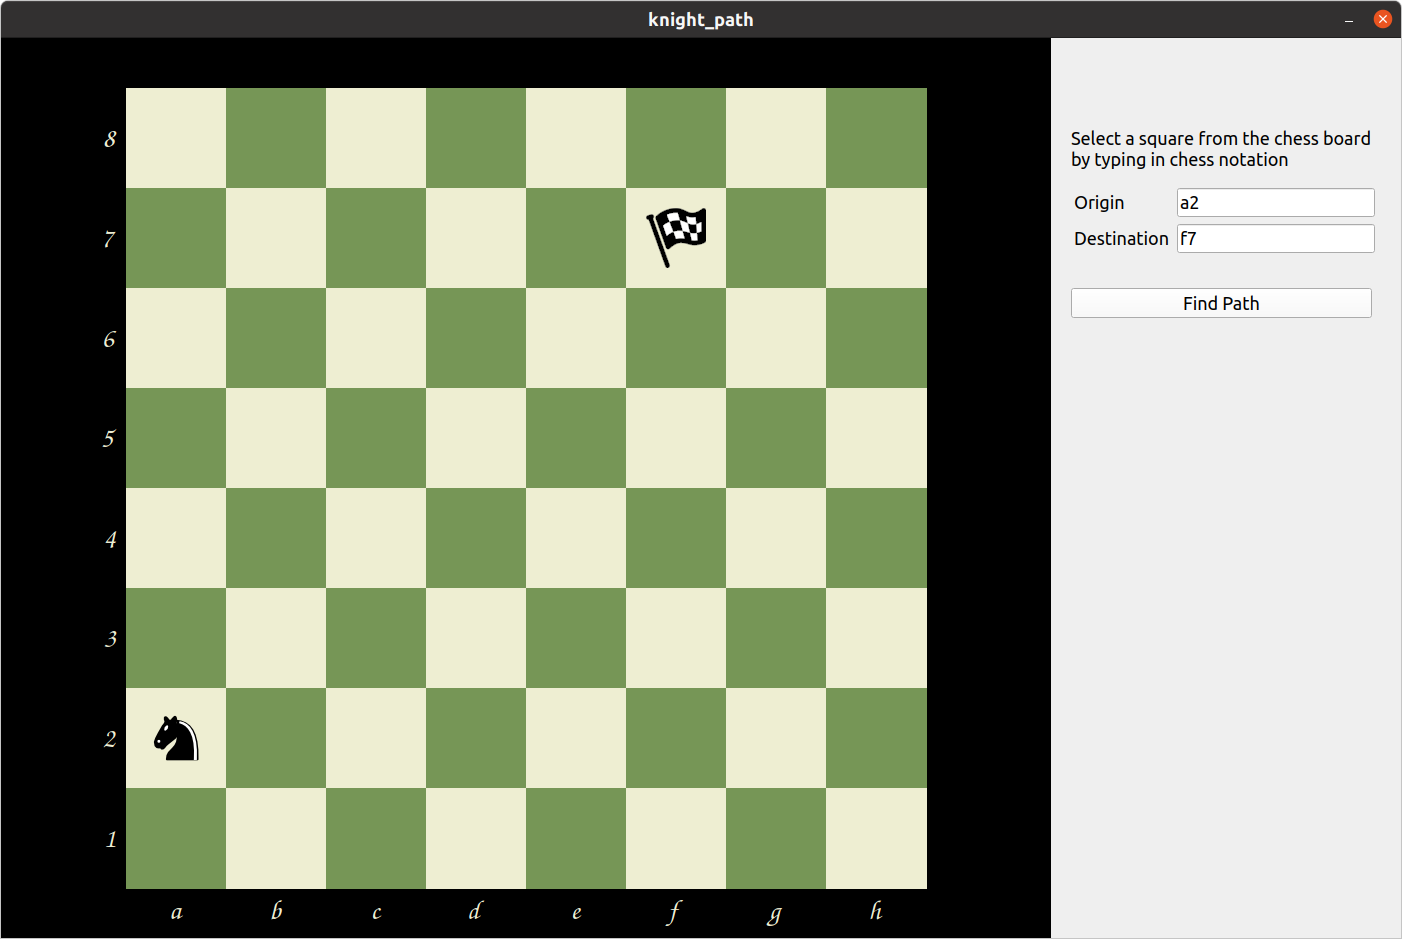 knight_path
8
7
6
5
4
3
2
1
a b c d e f g h
Select a square from the chess board
by typing in chess notation
Origin a2
Destination f7
Find Path